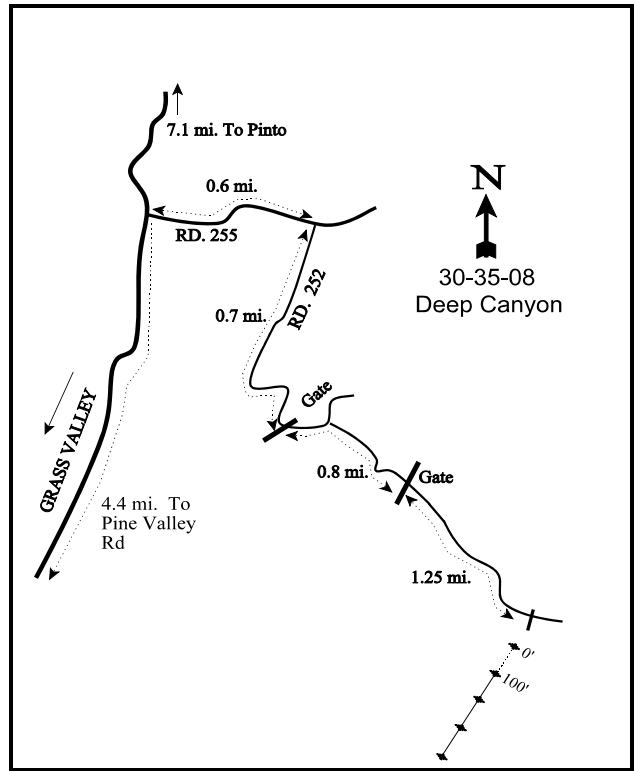 7.1 mi. To Pinto
0.6 mi.
N
RD. 255
30-35-08
Deep Canyon
RD. 252
0.7 mi.
Gate
GRASS VALLEY
0.8 mi.
Gate
4.4 mi. To
Pine Valley
Rd
1.25 mi.
0'
100'